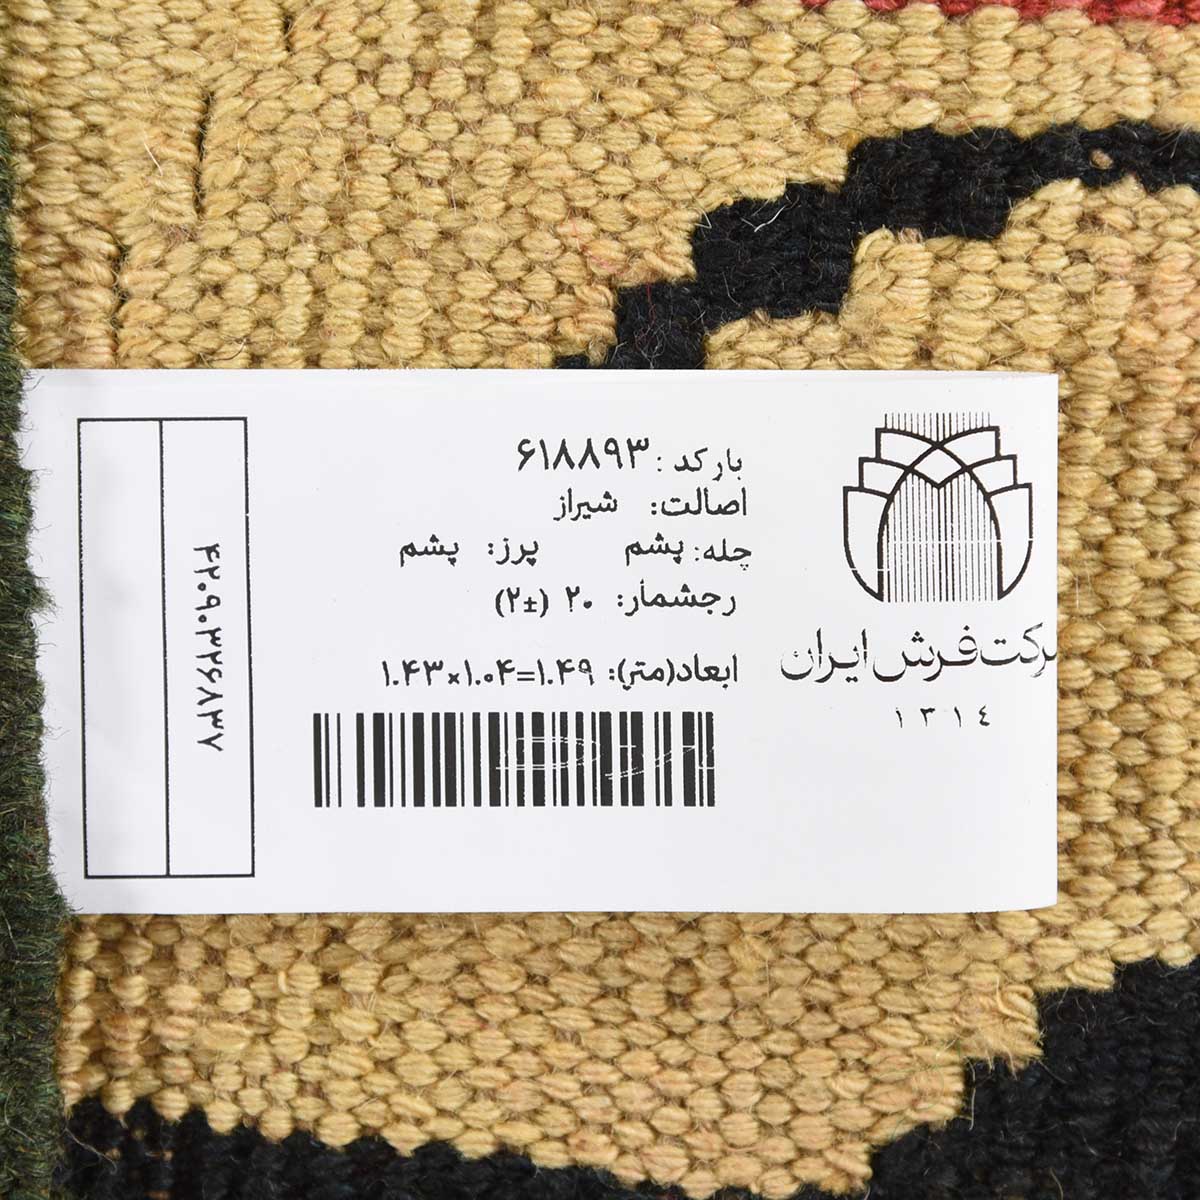 بارکد: ۶۱۸۸۹۳
اصالت: شیراز
چله: پشم پرز: پشم
رجشمار: ۲۰ (±۲)
ابعاد(متر): ۱.۴۹=۱.۰۴×۱.۴۳
شرکت فرش ایران
۱۳۱۴
۴۲۰۹۰۳۲۶۸۳۷